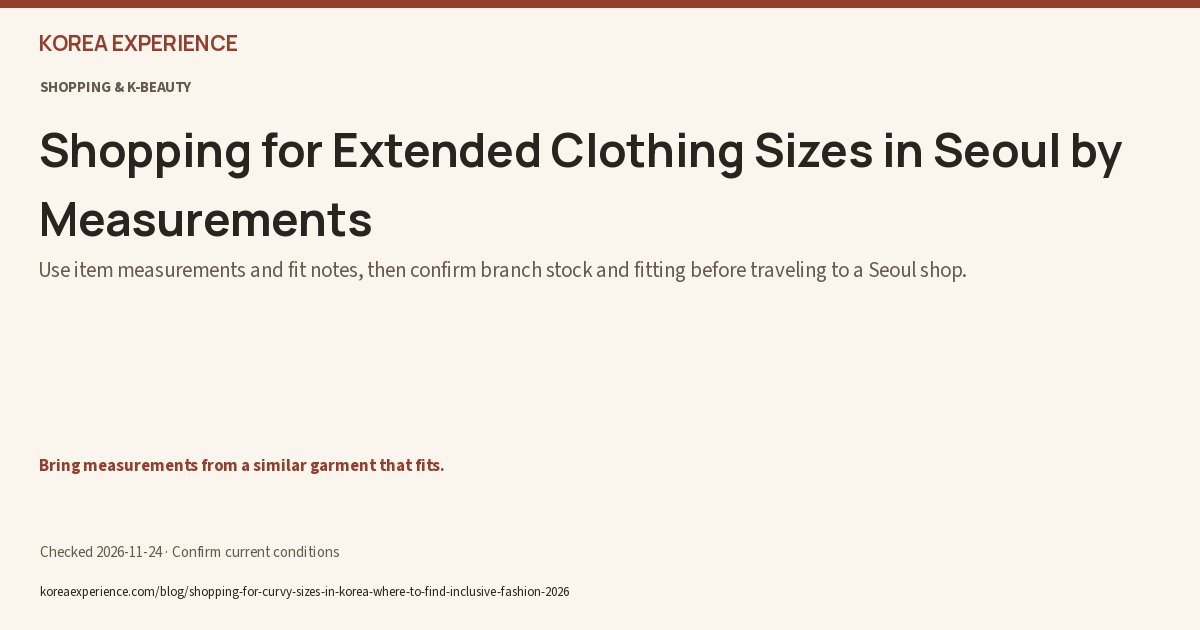 KOREA EXPERIENCE
SHOPPING & K-BEAUTY
Shopping for Extended Clothing Sizes in Seoul by
Measurements
Use item measurements and fit notes, then confirm branch stock and fitting before traveling to a Seoul shop.
Bring measurements from a similar garment that fits.
Checked 2026-11-24 · Confirm current conditions
koreaexperience.com/blog/shopping-for-curvy-sizes-in-korea-where-to-find-inclusive-fashion-2026